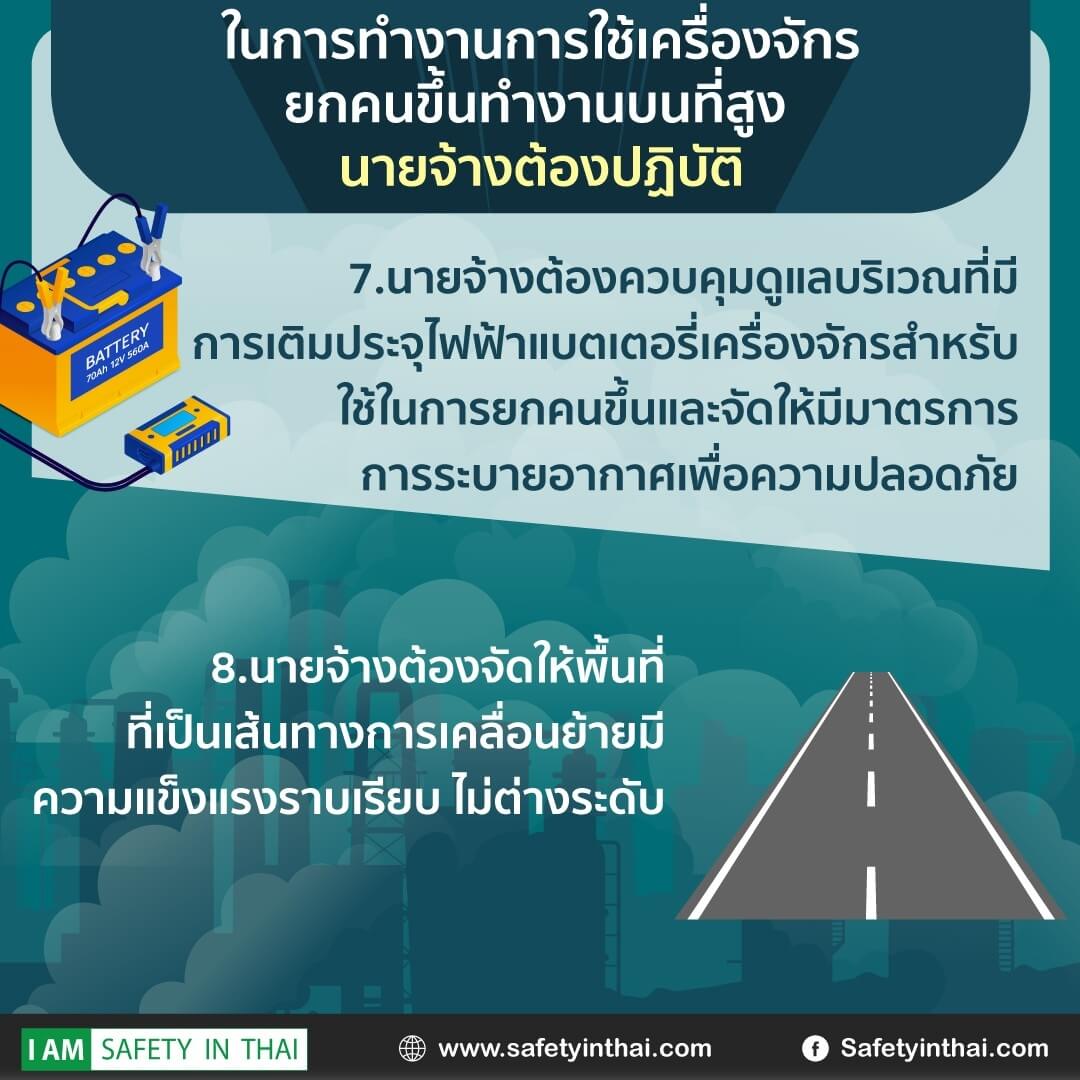 ในการทำงานการใช้เครื่องจักร
ยกคนขึ้นทำงานบนที่สูง
นายจ้างต้องปฏิบัติ
7.นายจ้างต้องควบคุมดูแลบริเวณที่มี
การเติมประจุไฟฟ้าแบตเตอรี่เครื่องจักรสำหรับ
ใช้ในการยกคนขึ้นและจัดให้มีมาตรการ
การระบายอากาศเพื่อความปลอดภัย
BATTERY
70Ah 12V 560A
8.นายจ้างต้องจัดให้พื้นที่
ที่เป็นเส้นทางการเคลื่อนย้ายมี
ความแข็งแรงราบเรียบ ไม่ต่างระดับ
I AM SAFETY IN THAI
www.safetyinthai.com
Safetyinthai.com